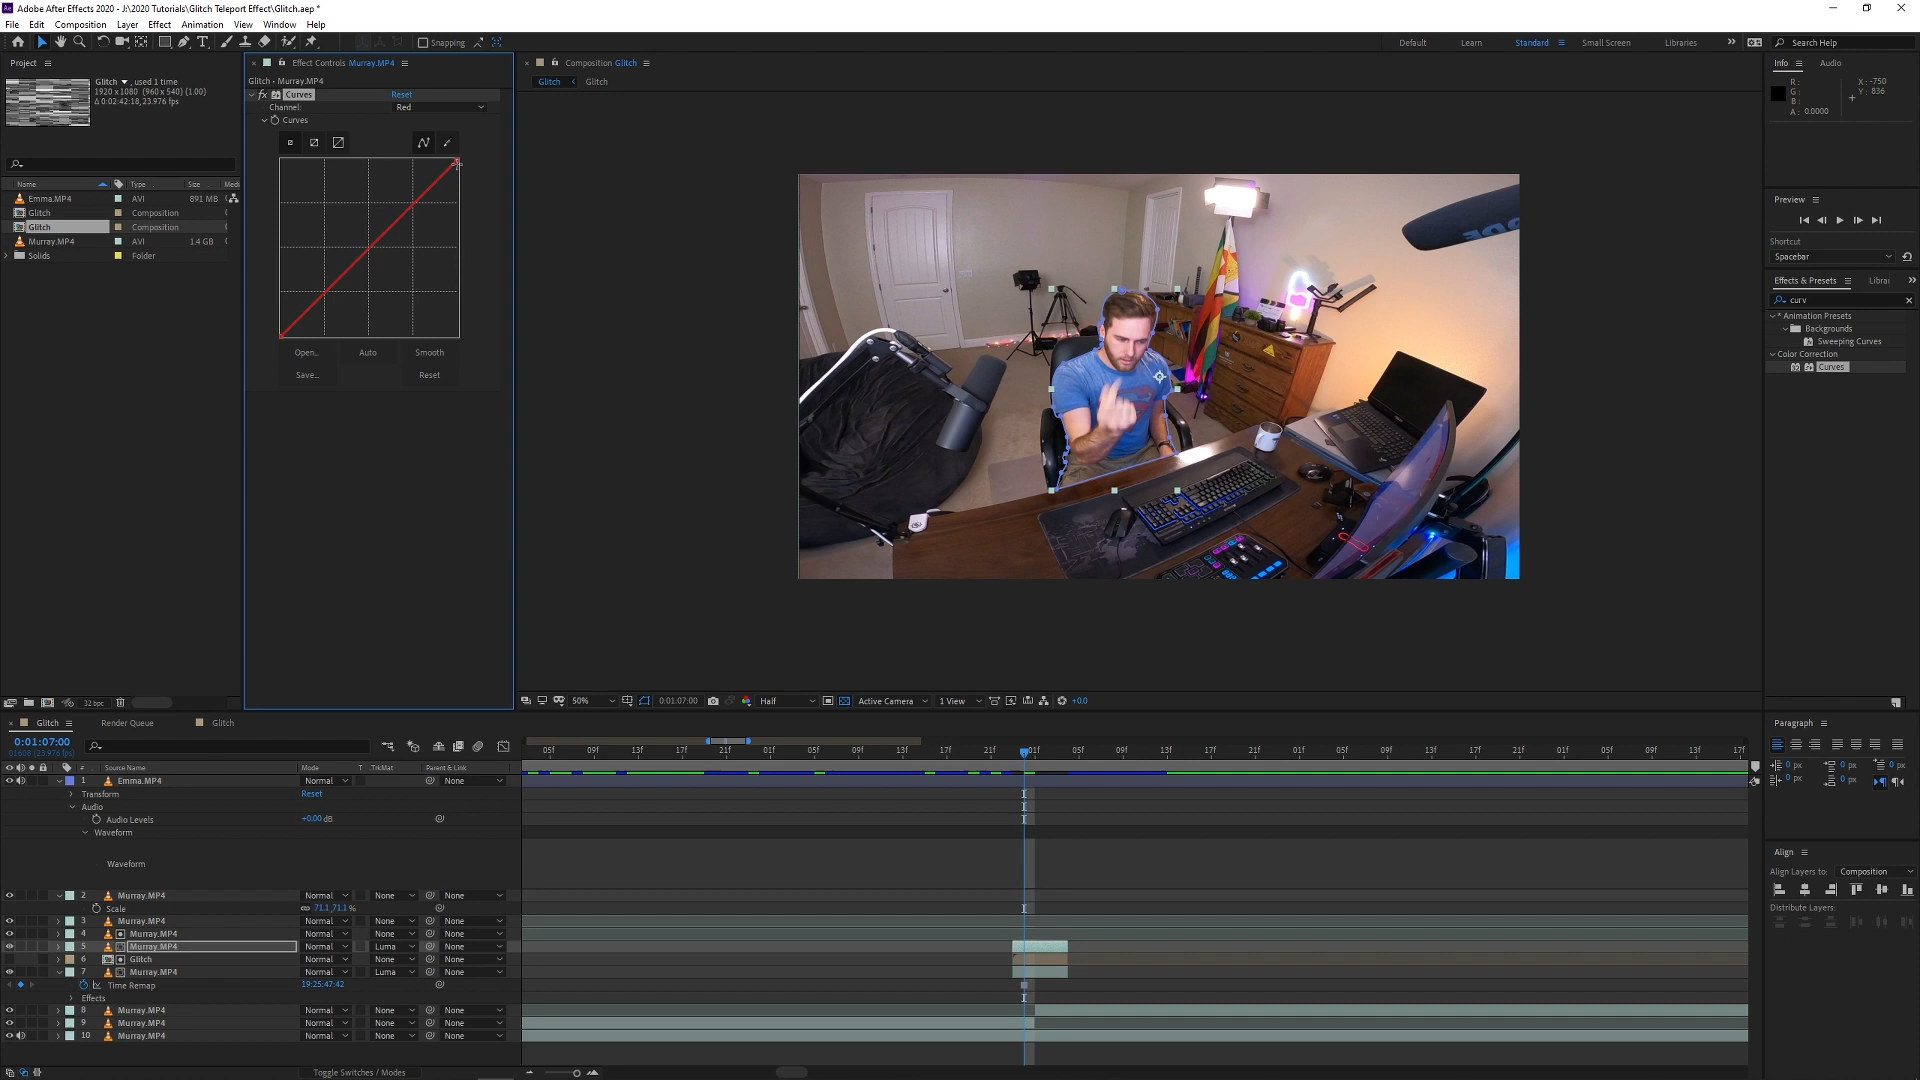 Adobe After Effects 2020 - J:\2020 Tutorials\Glitch Teleport Effect\Glitch.aep *
File Edit Composition Layer Effect Animation View Window Help
Snapping
Default Learn Standard Small Screen Libraries
Search Help
Project
Glitch , used 1 time
1920 x 1080 (960 x 540) (1.00)
Δ 0:02:42:18, 23.976 fps
Name Type Size Medi
Emma.MP4 AVI 891 MB
Glitch Composition
Glitch Composition
Murray.MP4 AVI 1.4 GB
Solids Folder
32 bpc
Effect Controls Murray.MP4
Glitch • Murray.MP4
fx Curves Reset
Channel: Red
Curves
Open... Auto Smooth
Save... Reset
Composition Glitch
Glitch Glitch
50% 0:01:07:00 Half Active Camera 1 View +0.0
Info Audio
R :
G :
B :
A : 0.0000
X : -750
Y : 836
Preview
Shortcut
Spacebar
Effects & Presets Librai
curv
* Animation Presets
Backgrounds
Sweeping Curves
Color Correction
Curves
Glitch Render Queue Glitch
0:01:07:00
01608 (23.976 fps)
# Source Name Mode T TrkMat Parent & Link
05f 09f 13f 17f 21f 01f 05f 09f 13f 17f 21f 01f 05f 09f 13f 17f 21f 01f 05f 09f 13f 17f 21f 01f 05f 09f 13f 17f
1 Emma.MP4 Normal None
Transform Reset
Audio
Audio Levels +0.00 dB
Waveform
Waveform
2 Murray.MP4 Normal None None
Scale 71.1,71.1 %
3 Murray.MP4 Normal None None
4 Murray.MP4 Normal None None
5 Murray.MP4 Normal Luma None
6 Glitch Normal None None
7 Murray.MP4 Normal Luma None
Time Remap 19:25:47:42
Effects
8 Murray.MP4 Normal None None
9 Murray.MP4 Normal None None
10 Murray.MP4 Normal None None
Toggle Switches / Modes
Paragraph
0 px 0 px 0 px
0 px 0 px
Align
Align Layers to: Composition
Distribute Layers: